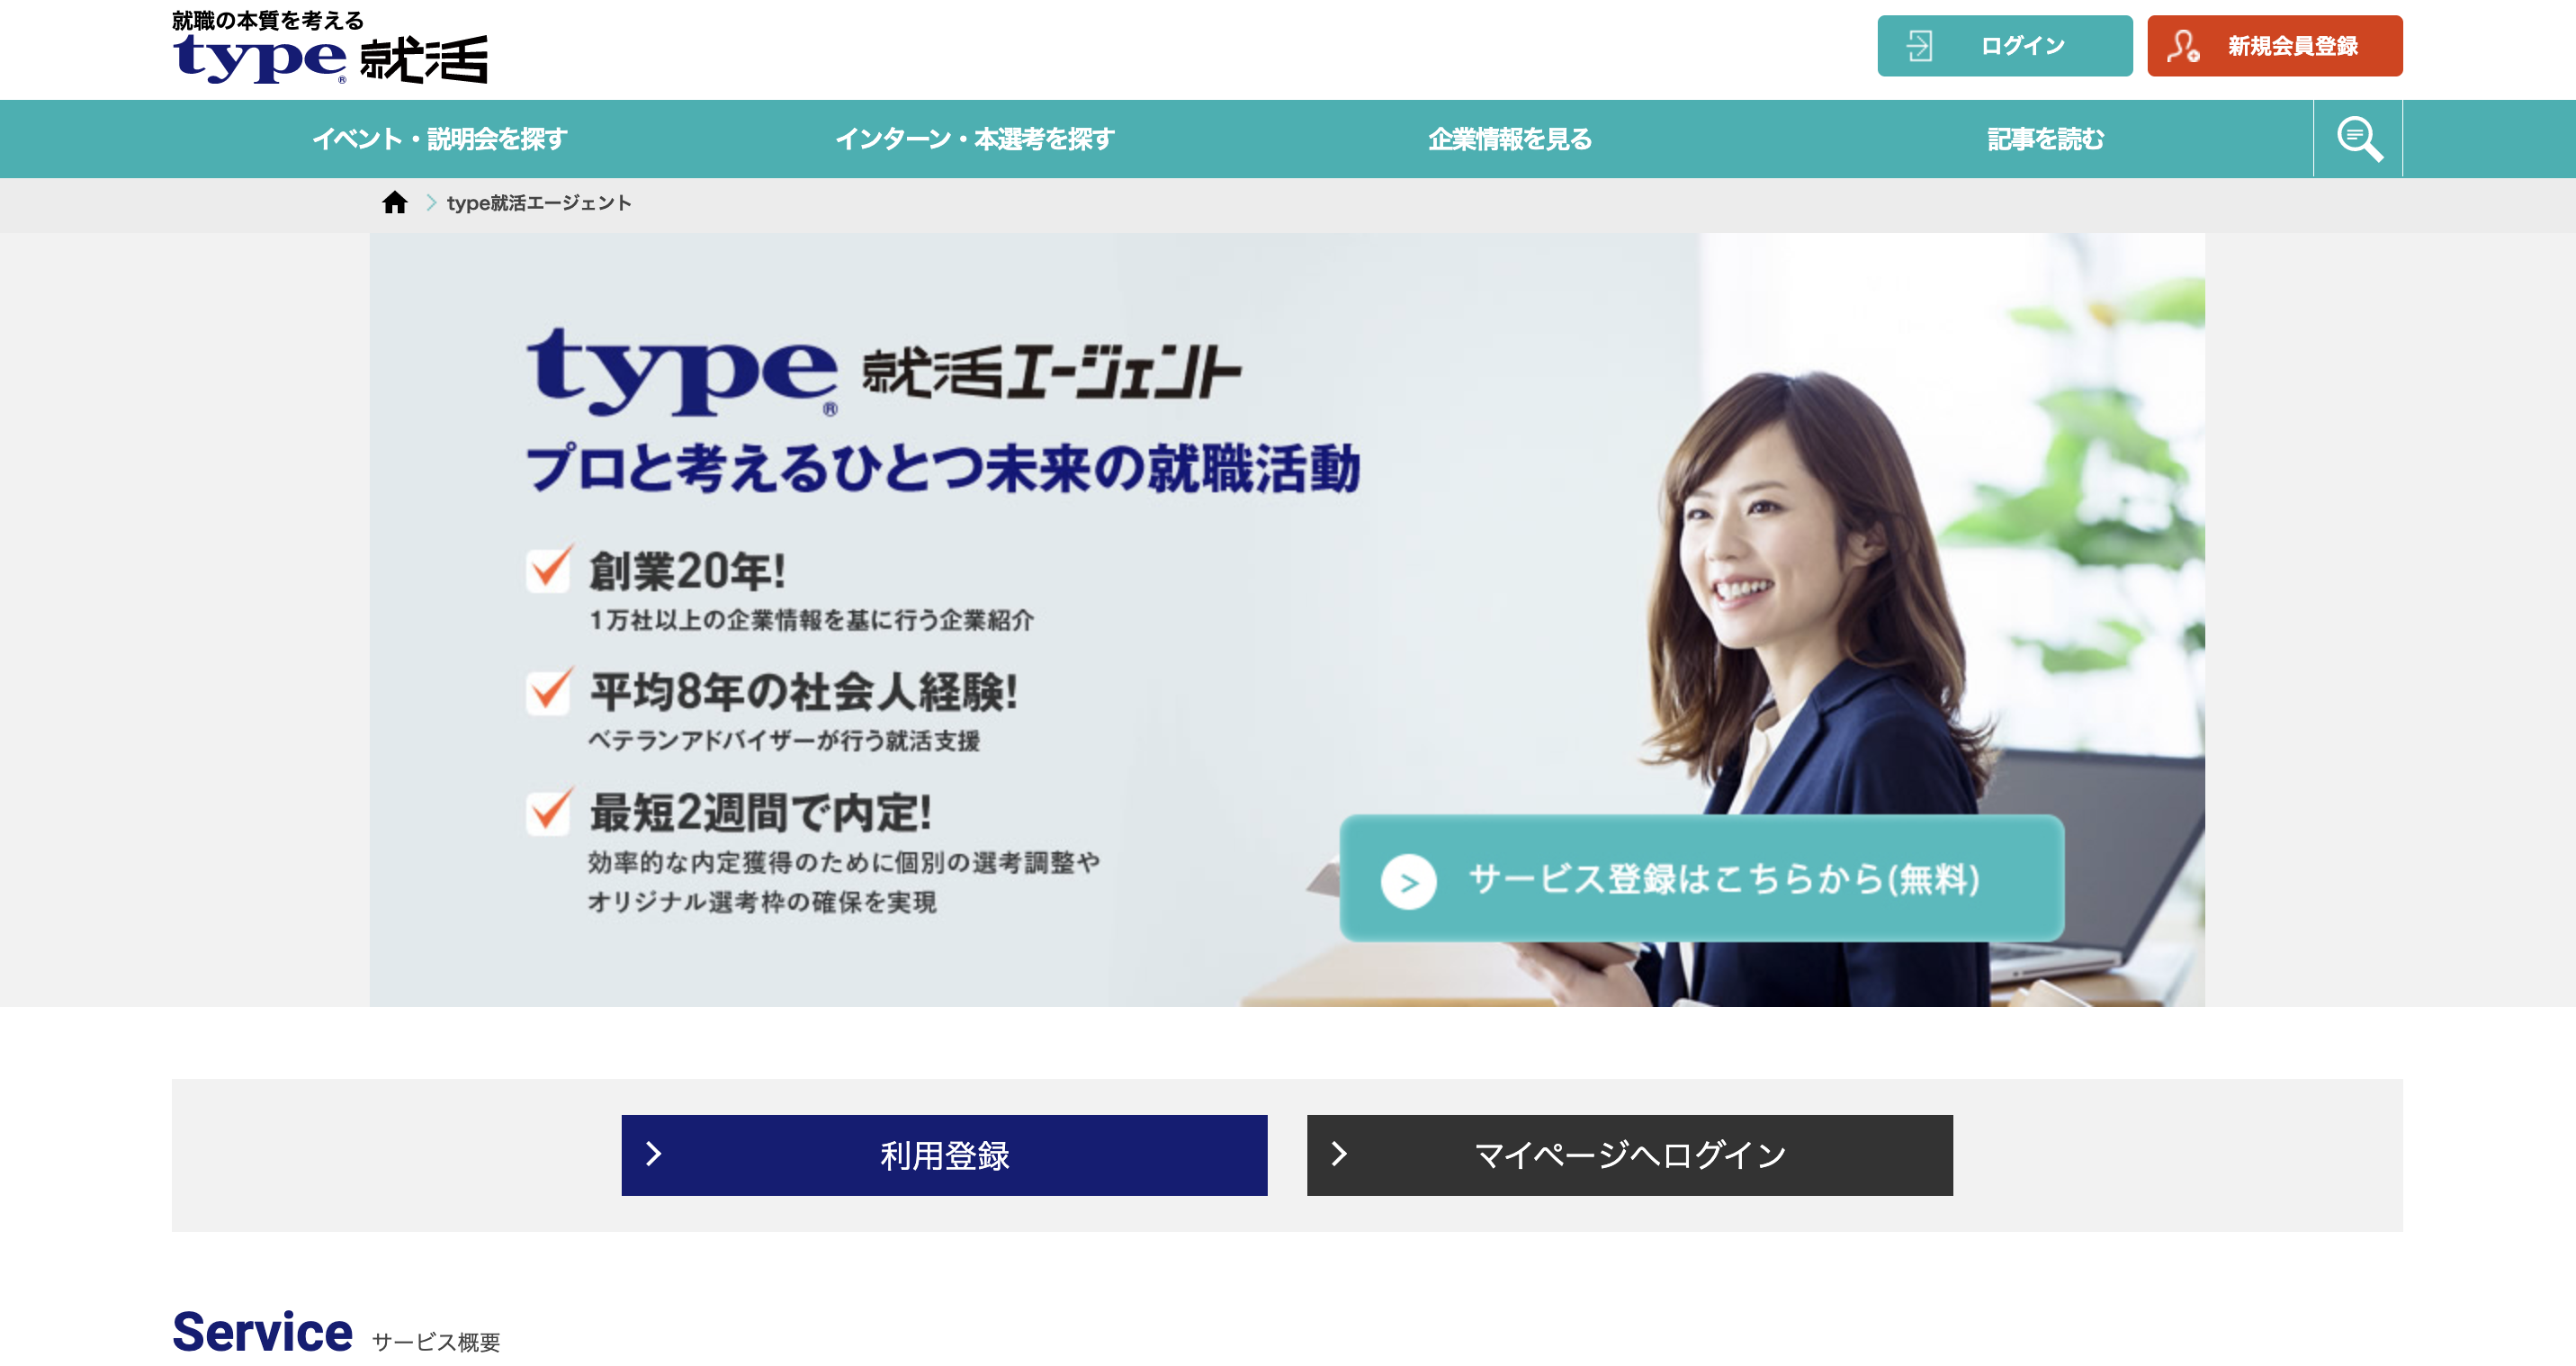 就職の本質を考える
type® 就活
ログイン
新規会員登録
イベント・説明会を探す
インターン・本選考を探す
企業情報を見る
記事を読む
type就活エージェント
type® 就活エージェント
プロと考えるひとつ未来の就職活動
創業20年!
1万社以上の企業情報を基に行う企業紹介
平均8年の社会人経験!
ベテランアドバイザーが行う就活支援
最短2週間で内定!
効率的な内定獲得のために個別の選考調整や
オリジナル選考枠の確保を実現
サービス登録はこちらから(無料)
利用登録
マイページへログイン
Service サービス概要